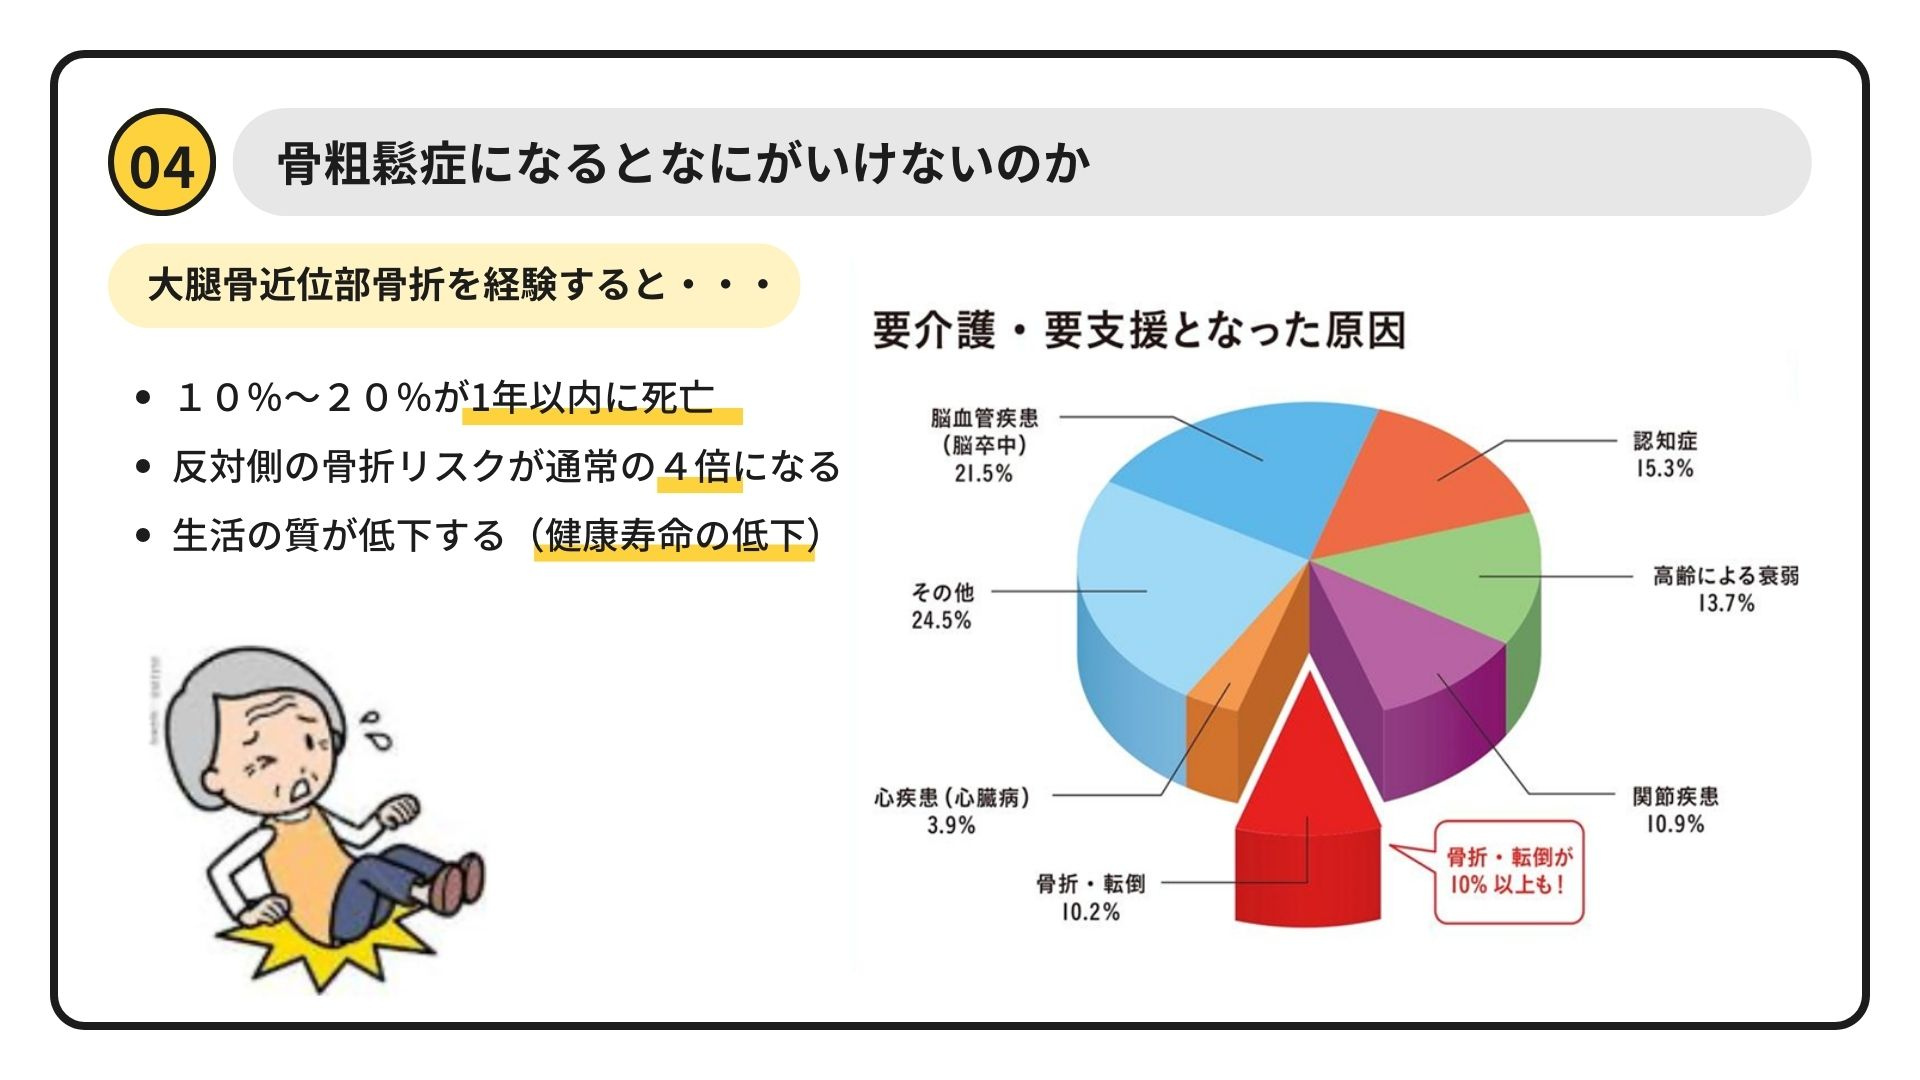 04
骨粗鬆症になるとなにがいけないのか
大腿骨近位部骨折を経験すると・・・
・１０％～２０％が1年以内に死亡
・反対側の骨折リスクが通常の４倍になる
・生活の質が低下する（健康寿命の低下）
要介護・要支援となった原因
脳血管疾患
（脳卒中）
21.5%
認知症
15.3%
高齢による衰弱
13.7%
その他
24.5%
心疾患（心臓病）
3.9%
関節疾患
10.9%
骨折・転倒
10.2%
骨折・転倒が
10% 以上も！